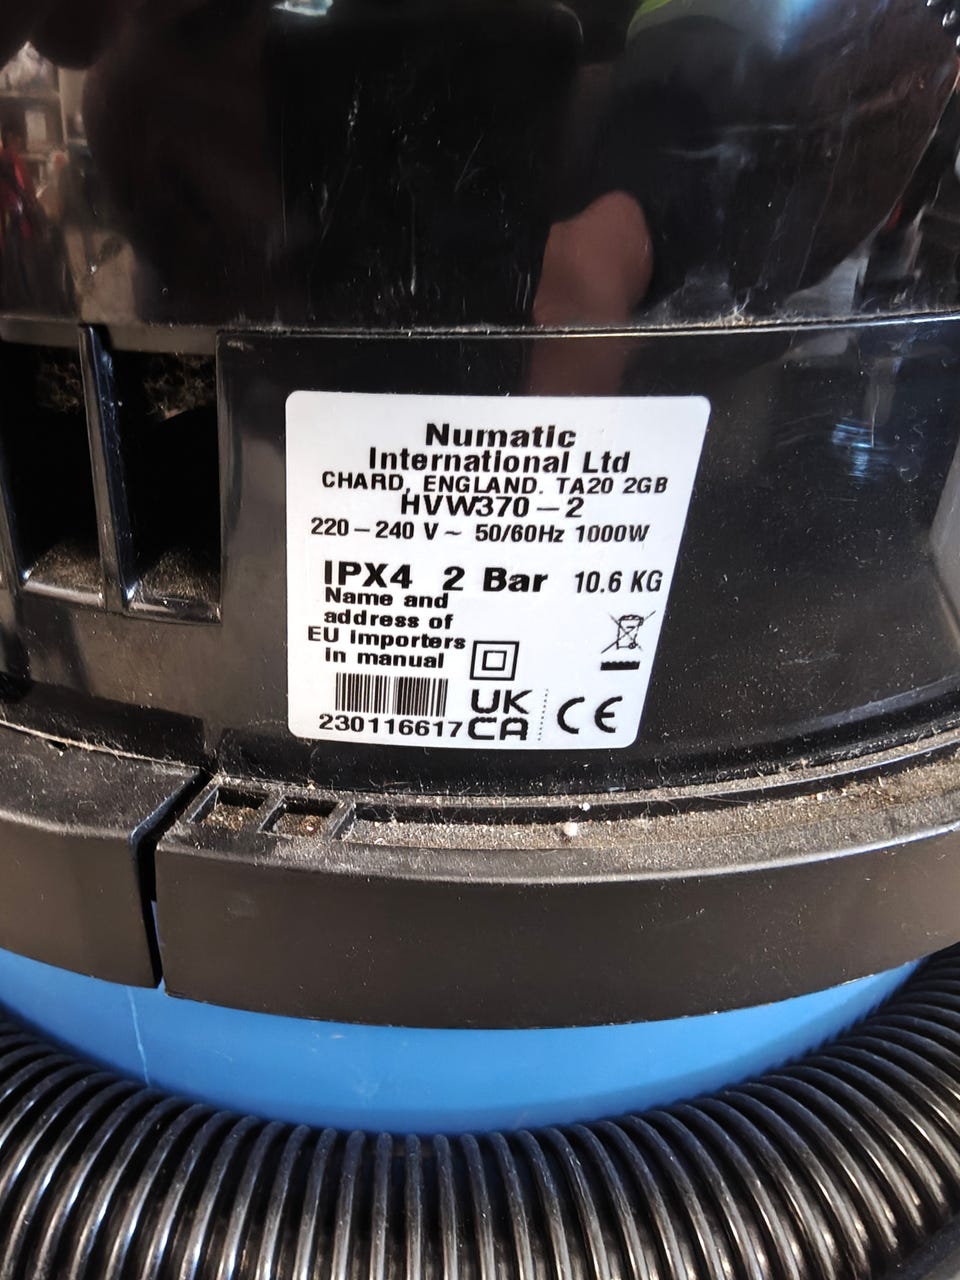 Numatic
International Ltd
CHARD, ENGLAND. TA20 2GB
HVW370-2
220-240 V ~ 50/60Hz 1000W
IPX4 2 Bar 10.6 KG
Name and
address of
EU Importers
in manual
230116617
UK
CA
CE